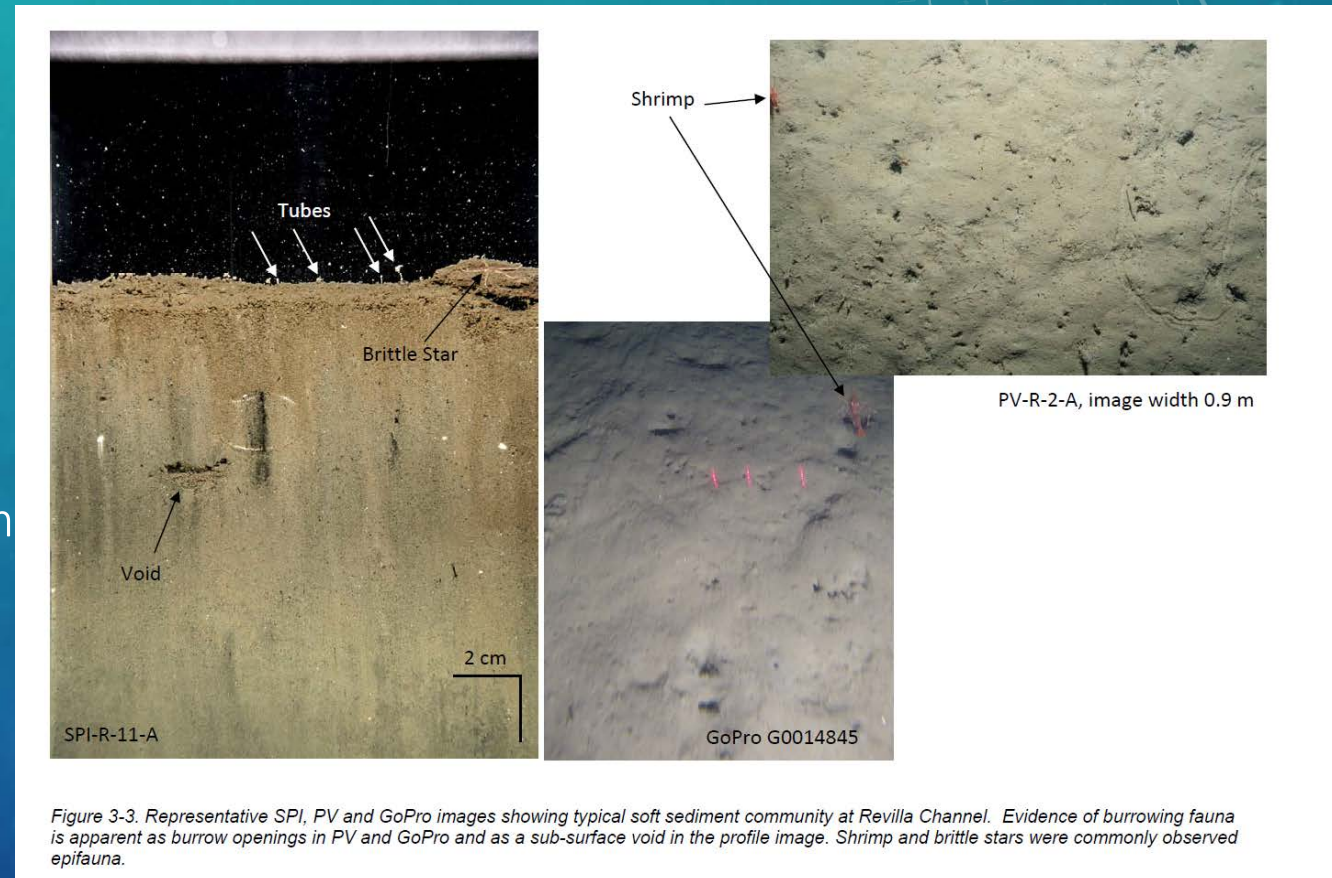 Shrimp
Tubes
Brittle Star
Void
2 cm
SPI-R-11-A
PV-R-2-A, image width 0.9 m
GoPro G0014845
n
Figure 3-3. Representative SPI, PV and GoPro images showing typical soft sediment community at Revilla Channel.  Evidence of burrowing fauna
is apparent as burrow openings in PV and GoPro and as a sub-surface void in the profile image. Shrimp and brittle stars were commonly observed
epifauna.